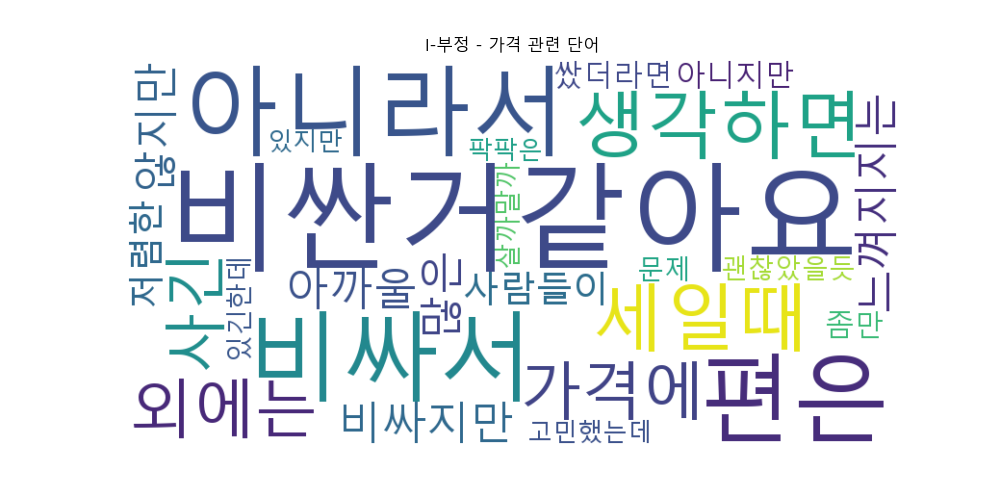 I-부정 - 가격 관련 단어
쌌더라면
아니지만
않지만
아니라서
생각하면
있지만
팍팍은
느껴지지는
비싼거같아요
살까말까
저렴한
사긴
있긴한데
아까울
많은
사람들이
문제
괜찮았을듯
세일때
좀만
비싸서
외에는
가격에
편은
비싸지만
고민했는데